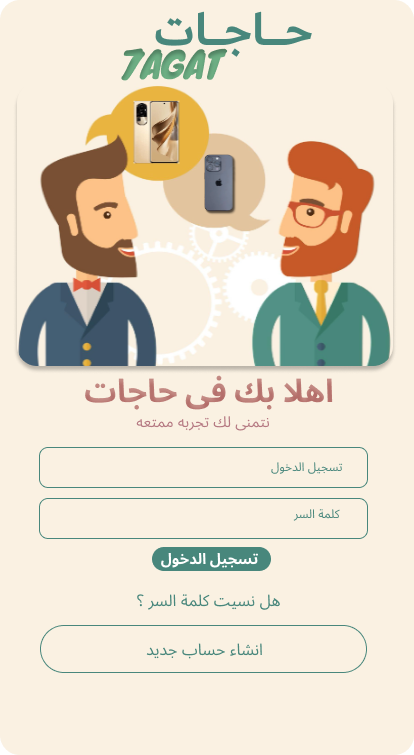 حـاجـات
7AGAT
اهلا بك فى حاجات
نتمنى لك تجربه ممتعه
تسجيل الدخول
كلمة السر
تسجيل الدخول
هل نسيت كلمة السر ؟
انشاء حساب جديد